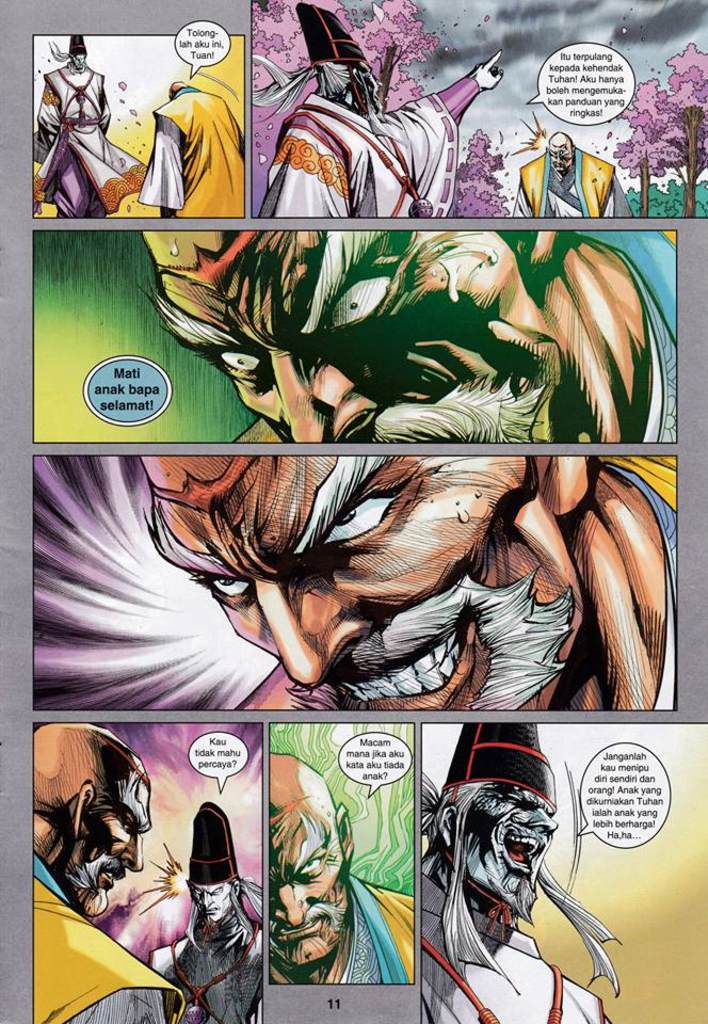 Tolong-
lah aku ini,
Tuan!
Itu terpulang
kepada kehendak
Tuhan! Aku hanya
boleh mengemuka-
kan panduan yang
ringkas!
Mati
anak bapa
selamat!
Kau
tidak mahu
percaya?
Macam
mana jika aku
kata aku tiada
anak?
Janganlah
kau menipu
diri sendiri dan
orang! Anak yang
dikurniakan Tuhan
ialah anak yang
lebih berharga!
Ha,ha...
11